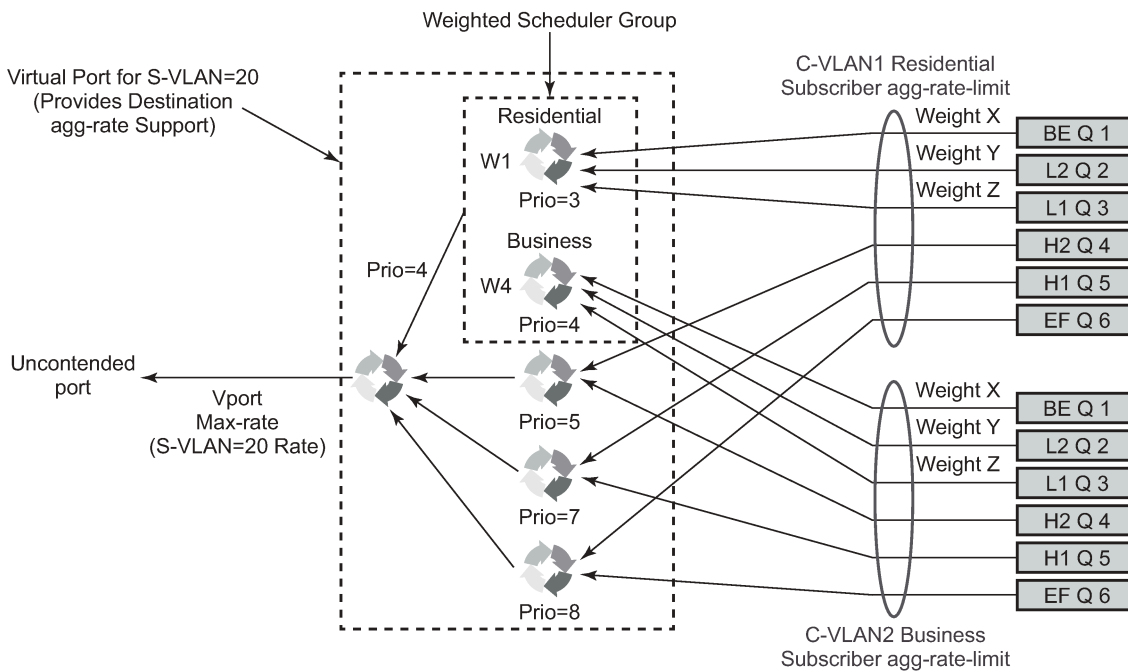 Weighted Scheduler Group
Virtual Port for S-VLAN=20
(Provides Destination
agg-rate Support)
C-VLAN1 Residential
Subscriber agg-rate-limit
Residential
W1
Prio=3
Business
W4
Prio=4
Prio=4
Prio=5
Prio=7
Prio=8
Uncontended
port
Vport
Max-rate
(S-VLAN=20 Rate)
Weight X
BE Q 1
Weight Y
L2 Q 2
Weight Z
L1 Q 3
H2 Q 4
H1 Q 5
EF Q 6
Weight X
BE Q 1
Weight Y
L2 Q 2
Weight Z
L1 Q 3
H2 Q 4
H1 Q 5
EF Q 6
C-VLAN2 Business
Subscriber agg-rate-limit